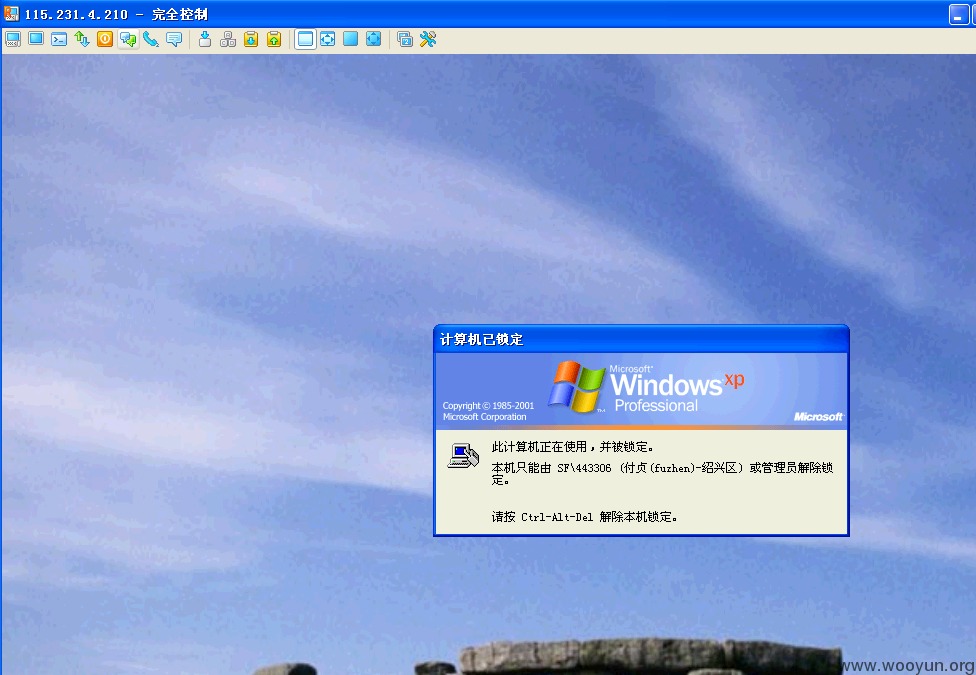 115.231.4.210 - 完全控制
计算机已锁定
Microsoft
Windows xp
Professional
Copyright © 1985-2001
Microsoft Corporation
Microsoft
此计算机正在使用，并被锁定。
本机只能由 SF\443306 (付贞(fuzhen)-绍兴区) 或管理员解除锁
定。
请按 Ctrl-Alt-Del 解除本机锁定。
www.wooyun.org